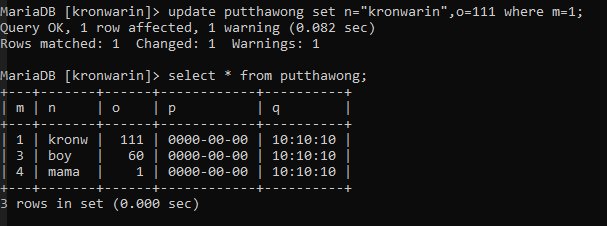 MariaDB [kronwarin]> update putthawong set n="kronwarin",o=111 where m=1;
Query OK, 1 row affected, 1 warning (0.082 sec)
Rows matched: 1  Changed: 1  Warnings: 1
MariaDB [kronwarin]> select * from putthawong;
+---+-------+------+------------+----------+
| m | n     | o    | p          | q        |
+---+-------+------+------------+----------+
| 1 | kronw |  111 | 0000-00-00 | 10:10:10 |
| 3 | boy   |   60 | 0000-00-00 | 10:10:10 |
| 4 | mama  |    1 | 0000-00-00 | 10:10:10 |
+---+-------+------+------------+----------+
3 rows in set (0.000 sec)